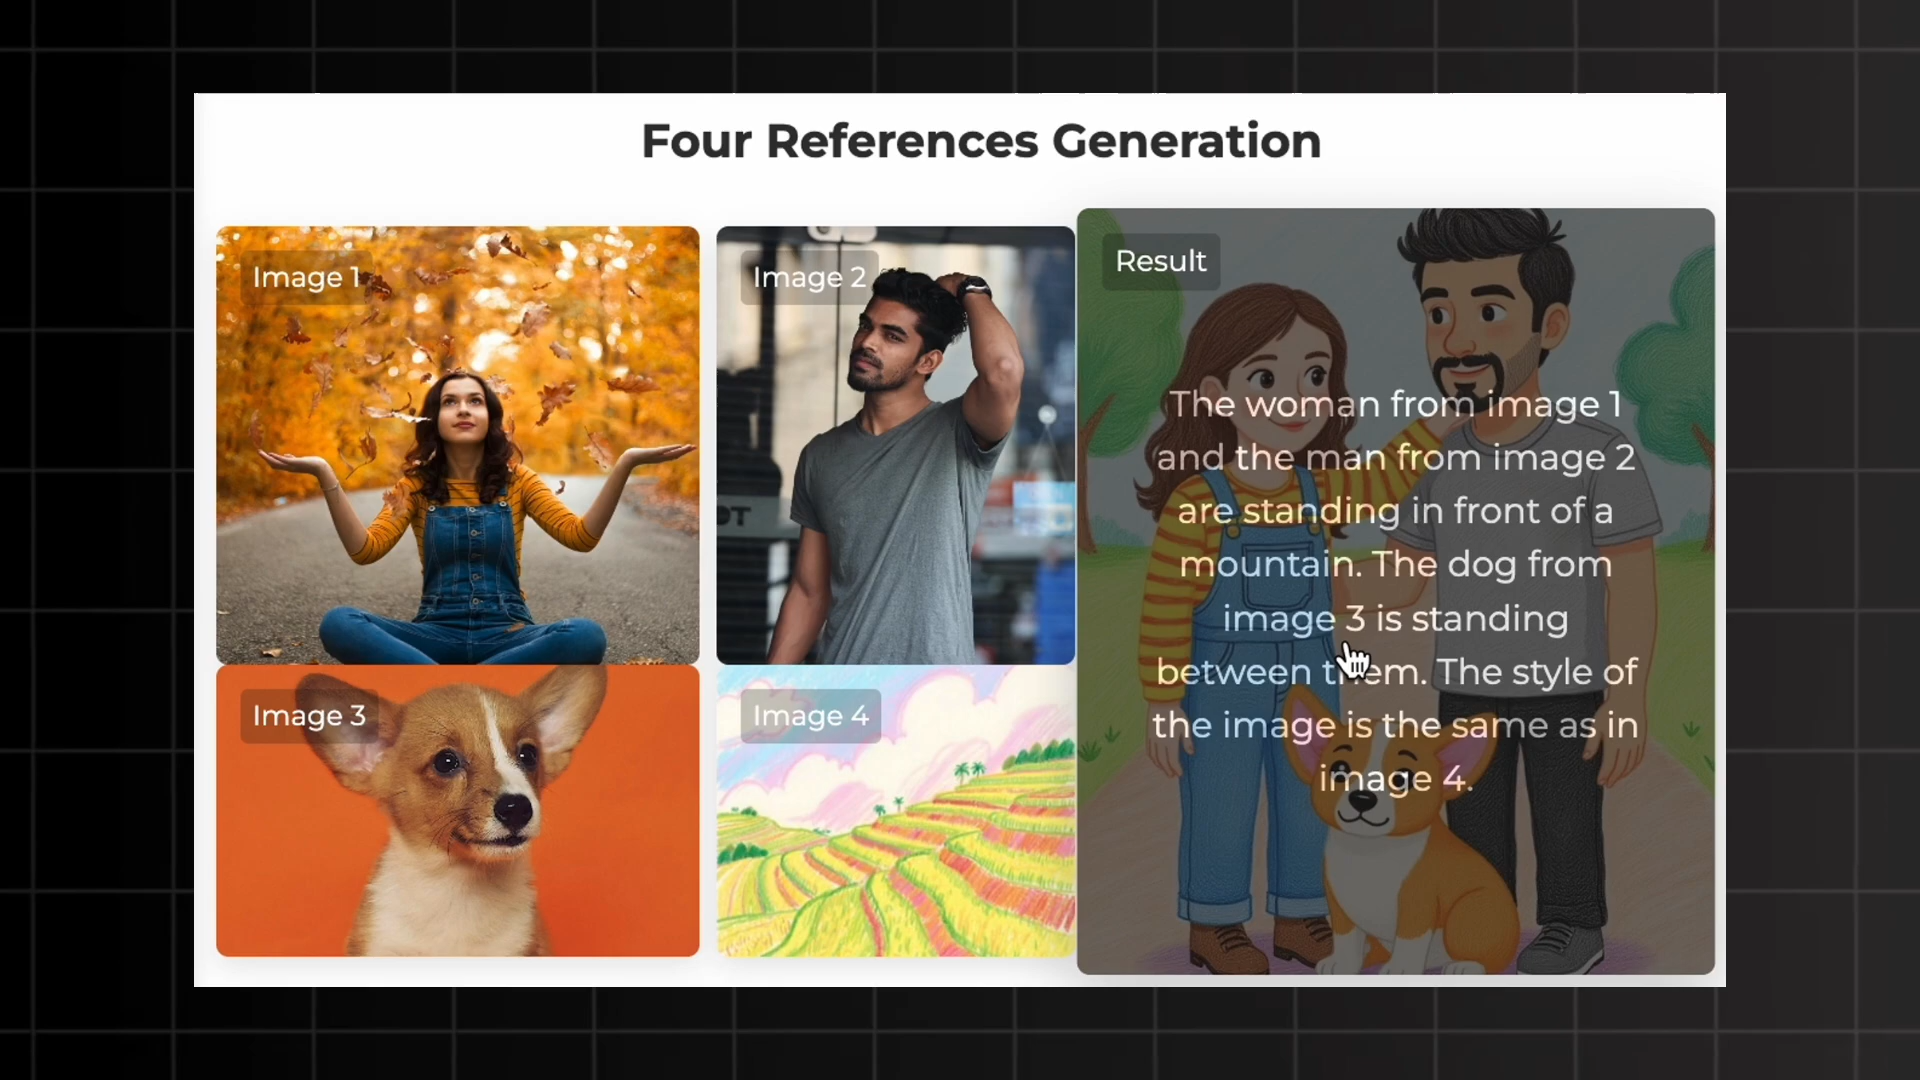 Four References Generation
Image 1
Image 2
Result
The woman from image 1
and the man from image 2
are standing in front of a
mountain. The dog from
image 3 is standing
between them. The style of
the image is the same as in
image 4.
Image 3
Image 4